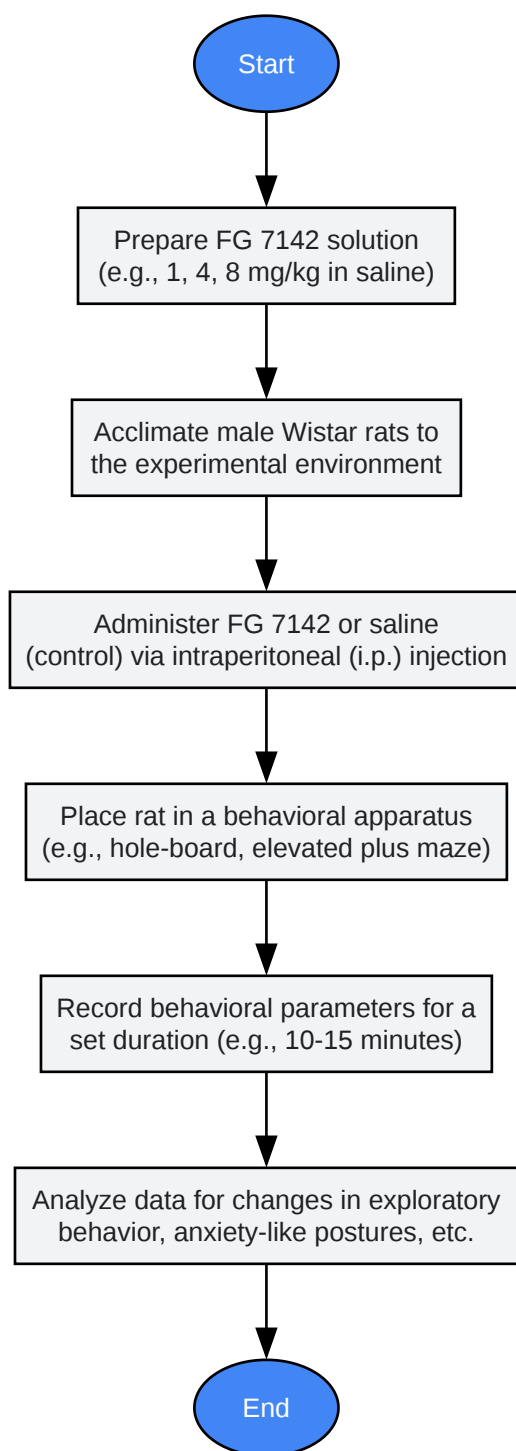 Start
Prepare FG 7142 solution
(e.g., 1, 4, 8 mg/kg in saline)
Acclimate male Wistar rats to
the experimental environment
Administer FG 7142 or saline
(control) via intraperitoneal (i.p.) injection
Place rat in a behavioral apparatus
(e.g., hole-board, elevated plus maze)
Record behavioral parameters for a
set duration (e.g., 10-15 minutes)
Analyze data for changes in exploratory
behavior, anxiety-like postures, etc.
End